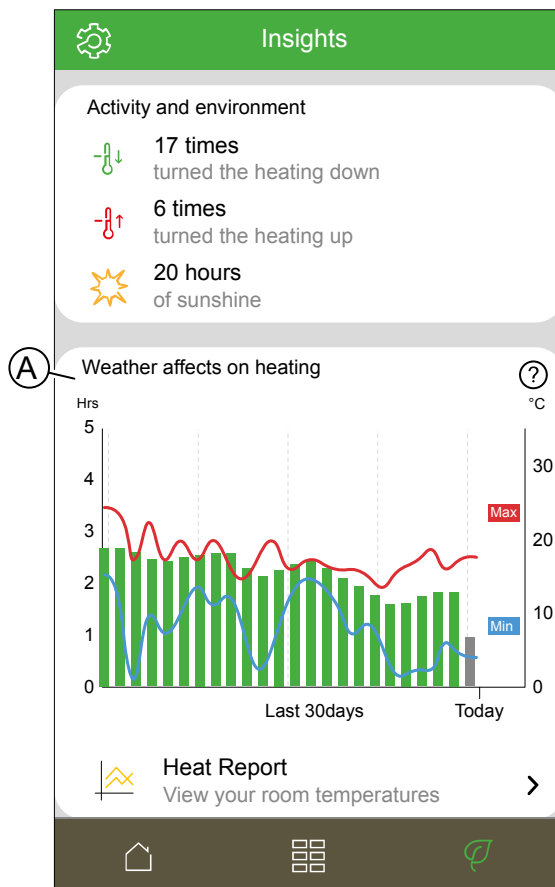 Insights
Activity and environment
17 times
turned the heating down
6 times
turned the heating up
20 hours
of sunshine
A
Weather affects on heating
?
Hrs
°C
5
4
3
2
1
0
30
20
10
0
Max
Min
Last 30days
Today
Heat Report
View your room temperatures